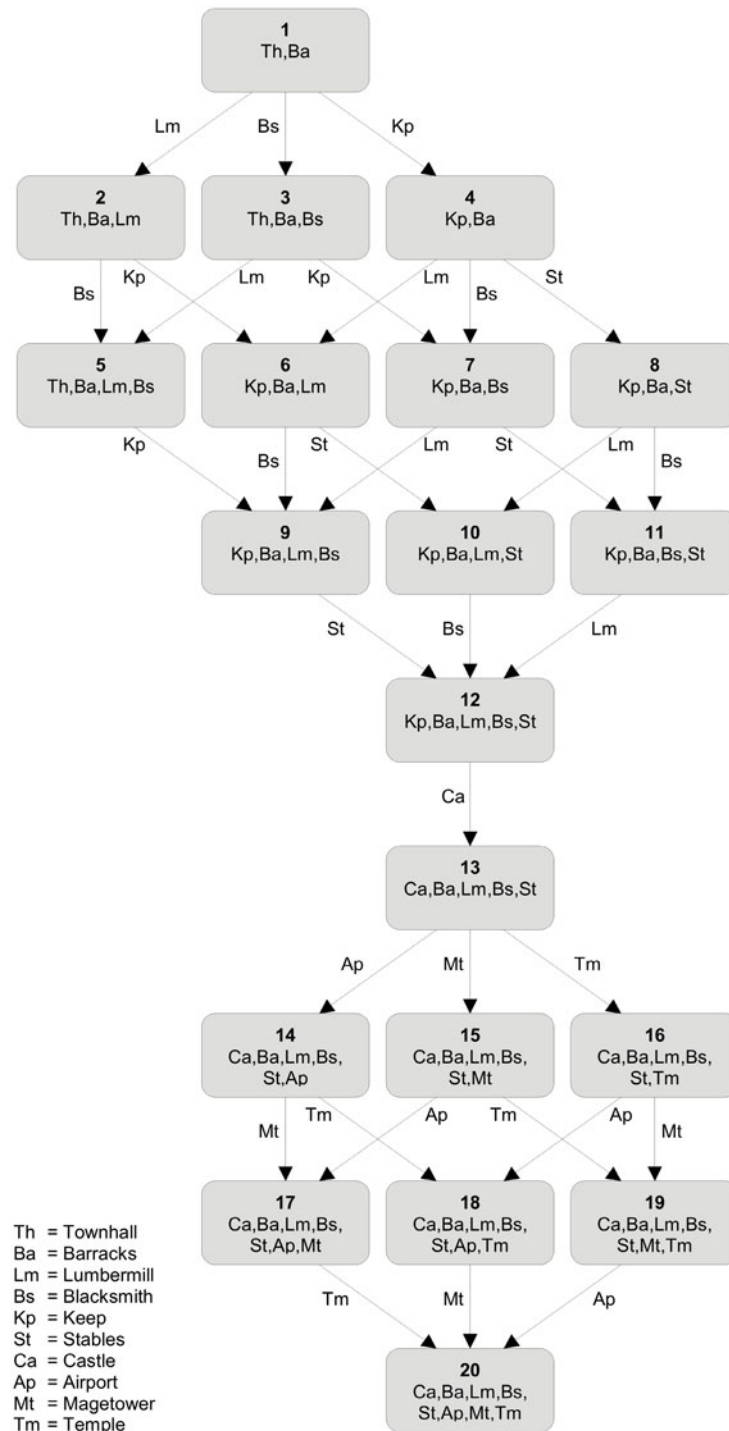 1
Th,Ba
Lm
Bs
Kp
2
Th,Ba,Lm
3
Th,Ba,Bs
4
Kp,Ba
Bs
Kp
Lm
Kp
Lm
Bs
St
5
Th,Ba,Lm,Bs
6
Kp,Ba,Lm
7
Kp,Ba,Bs
8
Kp,Ba,St
Kp
Bs
St
Lm
St
Lm
Bs
9
Kp,Ba,Lm,Bs
10
Kp,Ba,Lm,St
11
Kp,Ba,Bs,St
St
Bs
Lm
12
Kp,Ba,Lm,Bs,St
Ca
13
Ca,Ba,Lm,Bs,St
Ap
Mt
Tm
14
Ca,Ba,Lm,Bs,
St,Ap
15
Ca,Ba,Lm,Bs,
St,Mt
16
Ca,Ba,Lm,Bs,
St,Tm
Mt
Tm
Ap
Tm
Ap
Mt
17
Ca,Ba,Lm,Bs,
St,Ap,Mt
18
Ca,Ba,Lm,Bs,
St,Ap,Tm
19
Ca,Ba,Lm,Bs,
St,Mt,Tm
Tm
Mt
Ap
20
Ca,Ba,Lm,Bs,
St,Ap,Mt,Tm
Th = Townhall
Ba = Barracks
Lm = Lumbermill
Bs = Blacksmith
Kp = Keep
St = Stables
Ca = Castle
Ap = Airport
Mt = Magetower
Tm = Temple